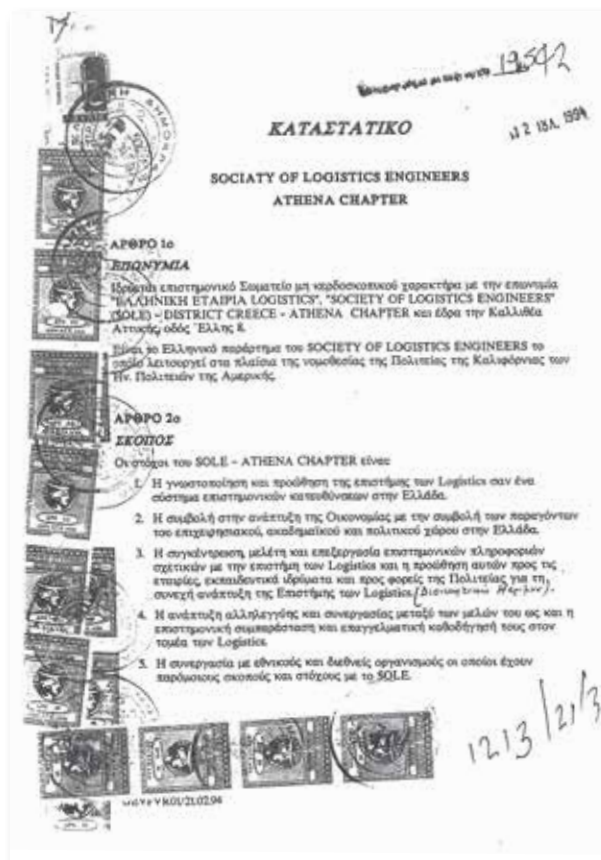 19542
12 ΙΑΝ. 1994
ΚΑΤΑΣΤΑΤΙΚΟ
SOCIATY OF LOGISTICS ENGINEERS
ATHENA CHAPTER
ΑΡΘΡΟ 1ο
ΕΠΩΝΥΜΙΑ
Ιδρύεται επιστημονικό Σωματείο μη κερδοσκοπικού χαρακτήρα με την επωνυμία
"ΕΛΛΗΝΙΚΗ ΕΤΑΙΡΙΑ LOGISTICS", "SOCIETY OF LOGISTICS ENGINEERS"
(SOLE) – DISTRICT CREECE – ATHENA CHAPTER και έδρα την Καλλιθέα
Αττικής, οδός Έλλης 8.
Είναι το Ελληνικό παράρτημα του SOCIETY OF LOGISTICS ENGINEERS το
οποίο λειτουργεί στα πλαίσια της νομοθεσίας της Πολιτείας της Καλιφόρνιας των
Ην. Πολιτειών της Αμερικής.
ΑΡΘΡΟ 2ο
ΣΚΟΠΟΣ
Οι στόχοι του SOLE – ATHENA CHAPTER είναι:
1. Η γνωστοποίηση και προώθηση της επιστήμης των Logistics σαν ένα
σύστημα επιστημονικών κατευθύνσεων στην Ελλάδα.
2. Η συμβολή στην ανάπτυξη της Οικονομίας με την συμβολή των παραγόντων
του επιχειρησιακού, ακαδημαϊκού και πολιτικού χώρου στην Ελλάδα.
3. Η συγκέντρωση, μελέτη και επεξεργασία επιστημονικών πληροφοριών
σχετικών με την επιστήμη των Logistics και η προώθηση αυτών προς τις
εταιρίες, εκπαιδευτικά ιδρύματα και προς φορείς της Πολιτείας για τη
συνεχή ανάπτυξη της Επιστήμης των Logistics
4. Η ανάπτυξη αλληλεγγύης και συνεργασίας μεταξύ των μελών του ως και η
επιστημονική συμπαράσταση και επαγγελματική καθοδήγησή τους στον
τομέα των Logistics.
5. Η συνεργασία με εθνικούς και διεθνείς οργανισμούς οι οποίοι έχουν
παρόμοιους σκοπούς και στόχους με το SOLE.
1213/21/3